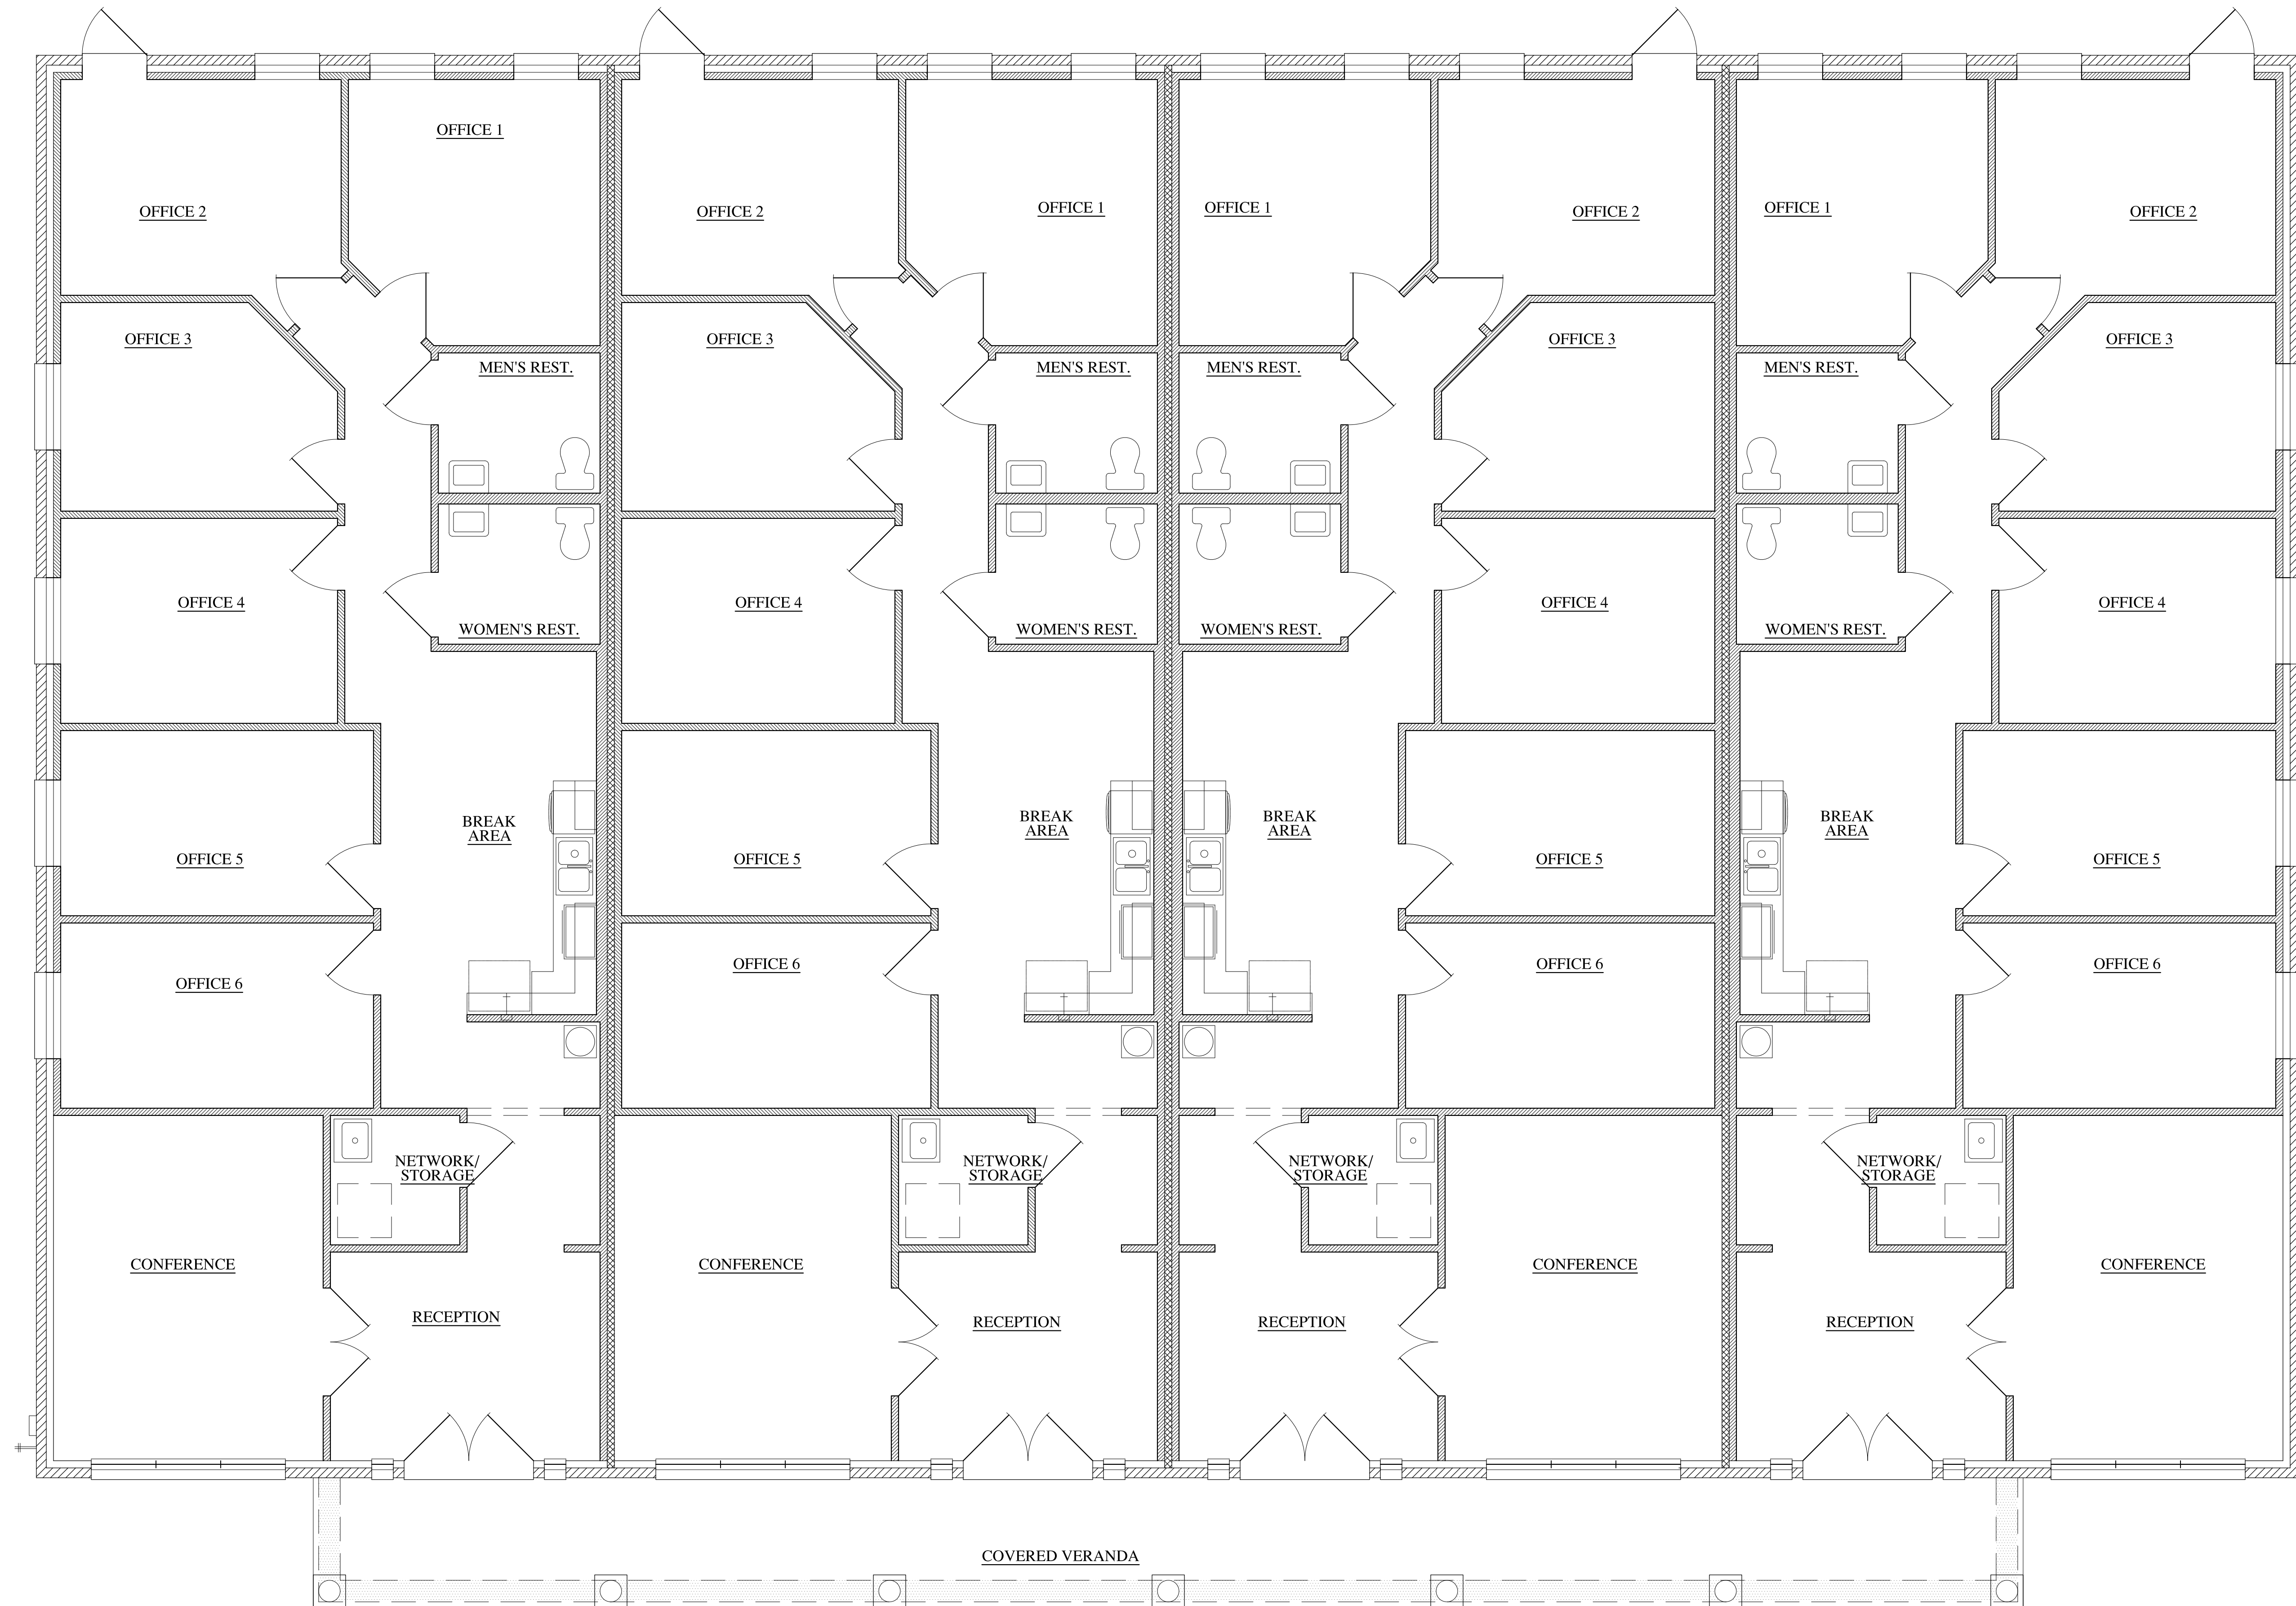 OFFICE 1
OFFICE 2
OFFICE 2
OFFICE 1
OFFICE 1
OFFICE 2
OFFICE 1
OFFICE 2
OFFICE 3
OFFICE 3
OFFICE 3
OFFICE 3
MEN'S REST.
MEN'S REST.
MEN'S REST.
MEN'S REST.
OFFICE 4
OFFICE 4
OFFICE 4
OFFICE 4
WOMEN'S REST.
WOMEN'S REST.
WOMEN'S REST.
WOMEN'S REST.
BREAK
AREA
BREAK
AREA
BREAK
AREA
BREAK
AREA
OFFICE 5
OFFICE 5
OFFICE 5
OFFICE 5
OFFICE 6
OFFICE 6
OFFICE 6
OFFICE 6
NETWORK/
STORAGE
NETWORK/
STORAGE
NETWORK/
STORAGE
NETWORK/
STORAGE
CONFERENCE
CONFERENCE
CONFERENCE
CONFERENCE
RECEPTION
RECEPTION
RECEPTION
RECEPTION
COVERED VERANDA